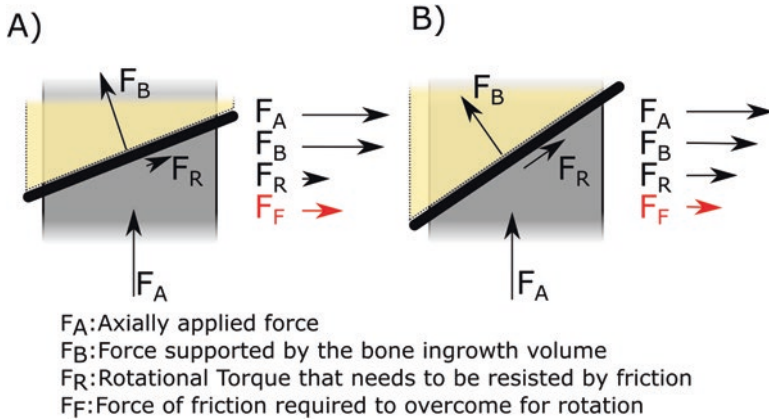 A)
B)
FB
FR
FA
FA
FB
FR
FF
FB
FR
FA
FA
FB
FR
FF
FA:Axially applied force
FB:Force supported by the bone ingrowth volume
FR:Rotational Torque that needs to be resisted by friction
FF:Force of friction required to overcome for rotation